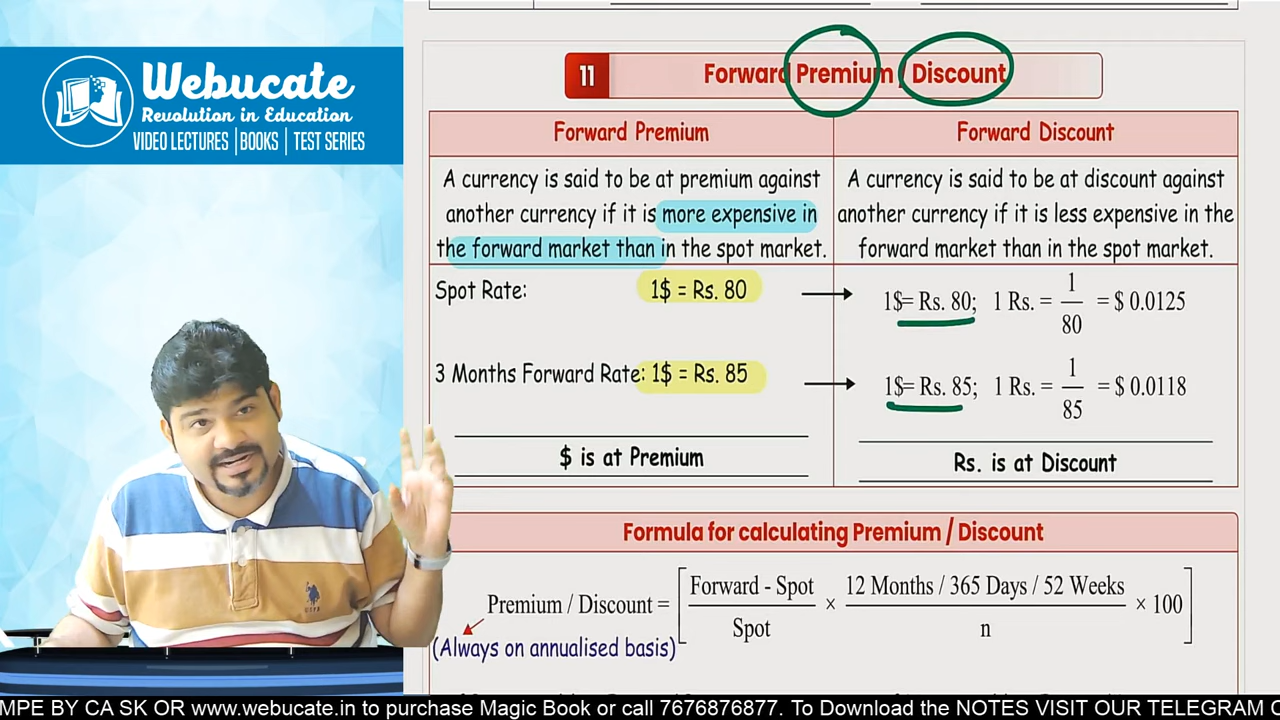 Webucate
Revolution in Education
VIDEO LECTURES | BOOKS | TEST SERIES
11 Forward Premium / Discount
Forward Premium
A currency is said to be at premium against
another currency if it is more expensive in
the forward market than in the spot market.
Forward Discount
A currency is said to be at discount against
another currency if it is less expensive in the
forward market than in the spot market.
Spot Rate: 1$ = Rs. 80
1$= Rs. 80; 1 Rs. = 1/80 = $ 0.0125
3 Months Forward Rate: 1$ = Rs. 85
1$= Rs. 85; 1 Rs. = 1/85 = $ 0.0118
$ is at Premium
Rs. is at Discount
Formula for calculating Premium / Discount
Premium / Discount = [ Forward - Spot / Spot × 12 Months / 365 Days / 52 Weeks / n × 100 ]
(Always on annualised basis)
MPE BY CA SK OR www.webucate.in to purchase Magic Book or call 7676876877. To Download the NOTES VISIT OUR TELEGRAM